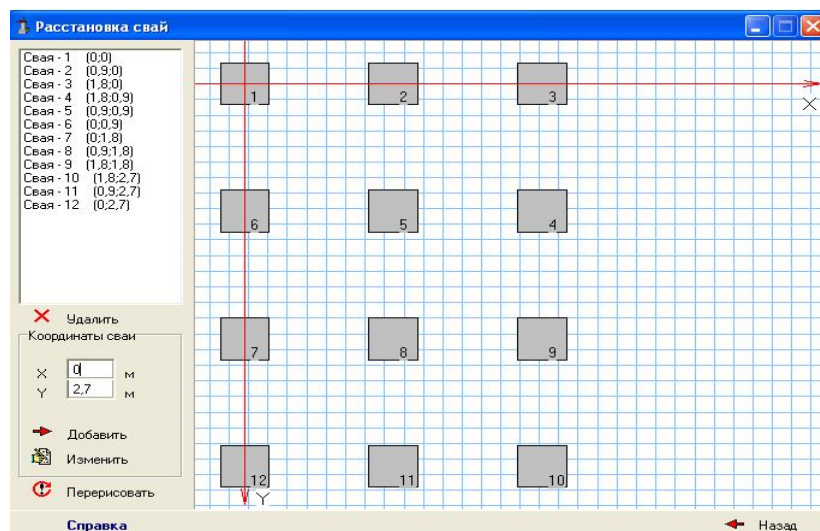 Расстановка свай
Свая - 1 (0;0)
Свая - 2 (0,9;0)
Свая - 3 (1,8;0)
Свая - 4 (1,8;0,9)
Свая - 5 (0,9;0,9)
Свая - 6 (0;0,9)
Свая - 7 (0;1,8)
Свая - 8 (0,9;1,8)
Свая - 9 (1,8;1,8)
Свая - 10 (1,8;2,7)
Свая - 11 (0,9;2,7)
Свая - 12 (0;2,7)
Удалить
Координаты сваи
X 0 м
Y 2,7 м
Добавить
Изменить
Перерисовать
Справка
1 2 3
X
6 5 4
7 8 9
12 11 10
Y
Назад